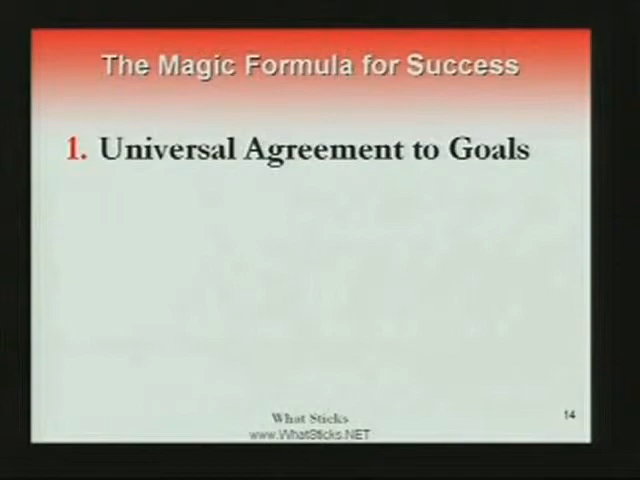 The Magic Formula for Success
1. Universal Agreement to Goals
What Sticks
www.WhatSticks.NET
14